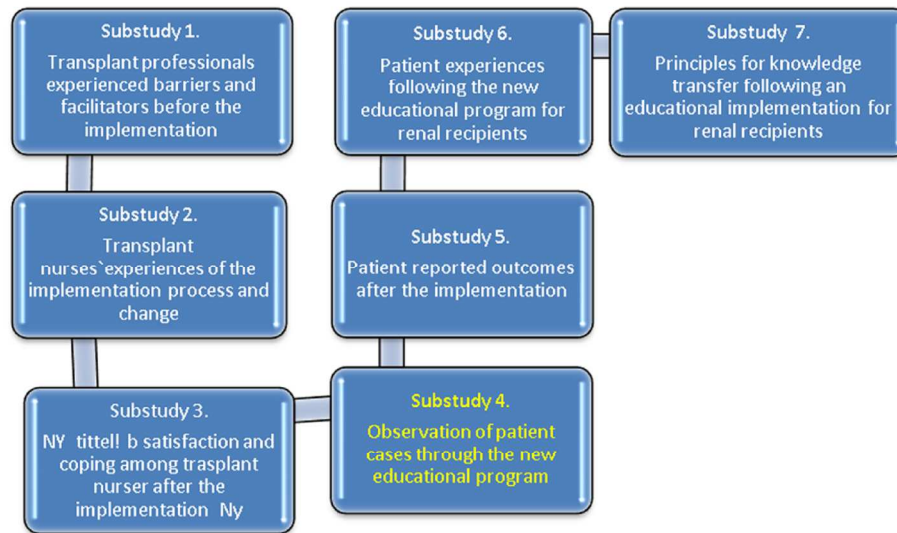 Substudy 1.
Transplant professionals
experienced barriers and
facilitators before the
implementation
Substudy 2.
Transplant
nurses`experiences of the
implementation process and
change
Substudy 3.
NY tittel! b satisfaction and
coping among trasplant
nurser after the
implementation Ny
Substudy 4.
Observation of patient
cases through the new
educational program
Substudy 5.
Patient reported outcomes
after the implementation
Substudy 6.
Patient experiences
following the new
educational program for
renal recipients
Substudy 7.
Principles for knowledge
transfer following an
educational implementation for
renal recipients